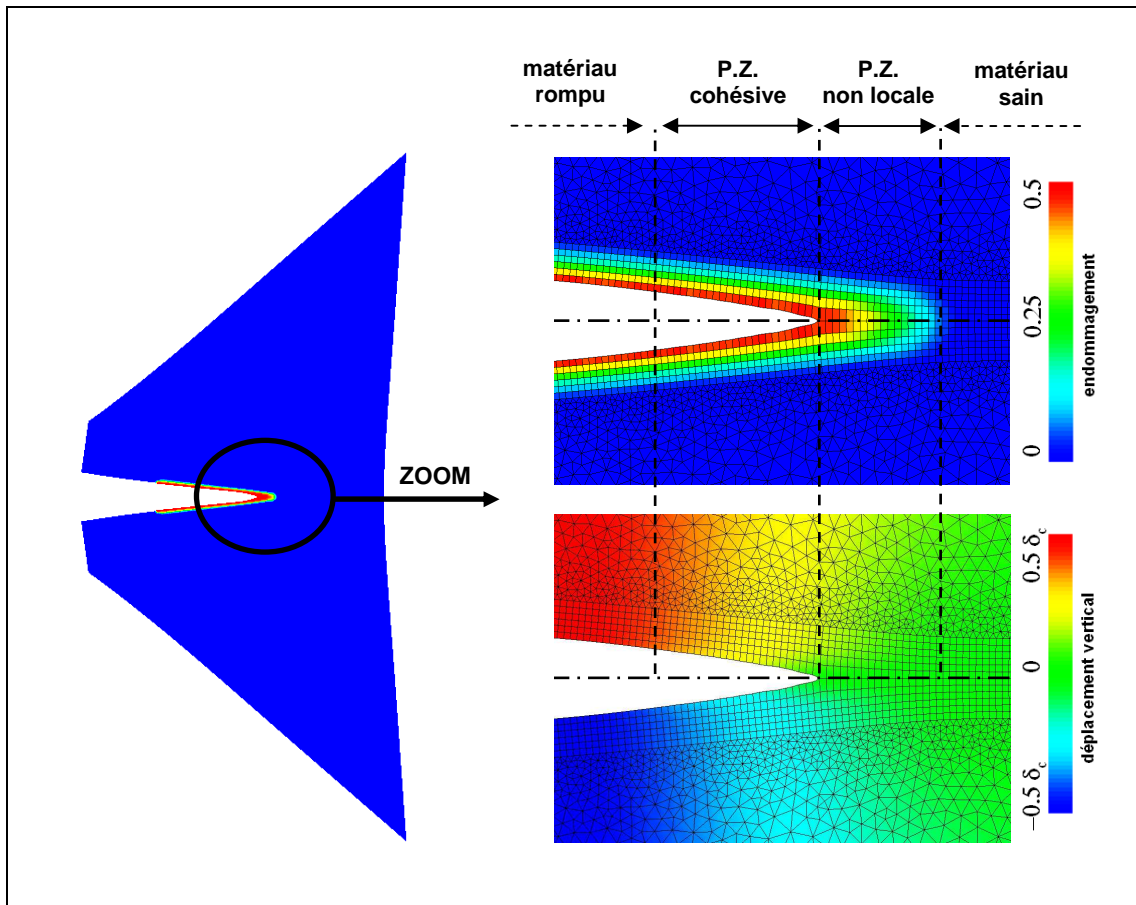 matériau
rompu
P.Z.
cohésive
P.Z.
non locale
matériau
sain
ZOOM
0.5
0.25
0
endommagement
0.5 δc
0
−0.5 δc
déplacement vertical